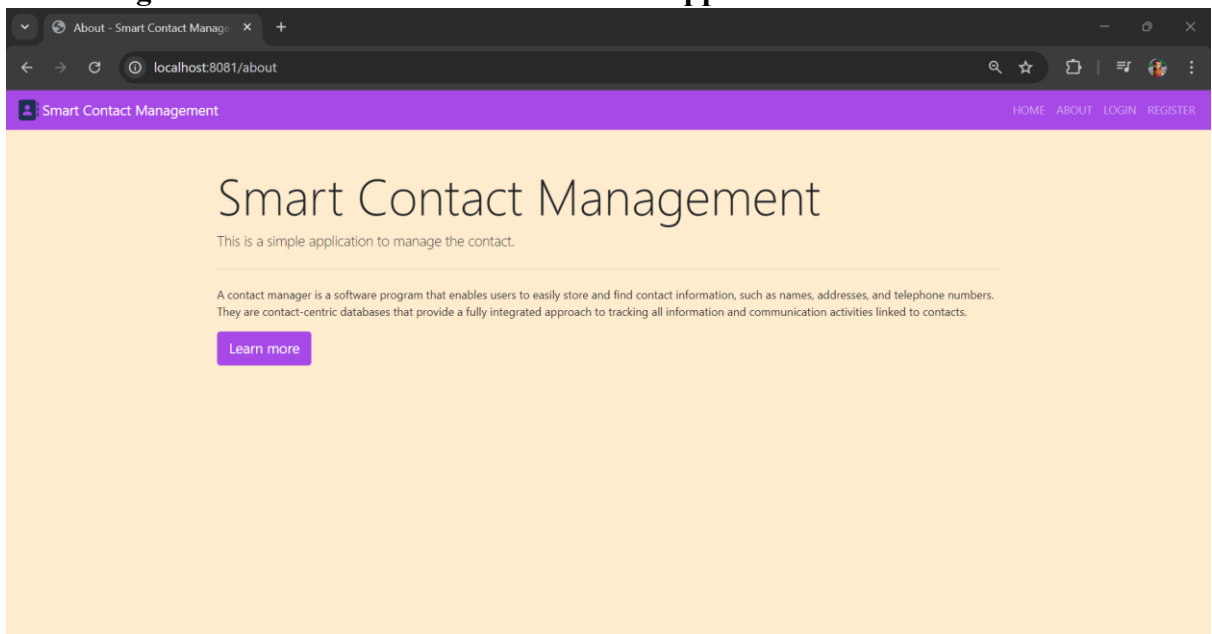 About - Smart Contact Manage
localhost:8081/about
Smart Contact Management
HOME ABOUT LOGIN REGISTER
Smart Contact Management
This is a simple application to manage the contact.
A contact manager is a software program that enables users to easily store and find contact information, such as names, addresses, and telephone numbers.
They are contact-centric databases that provide a fully integrated approach to tracking all information and communication activities linked to contacts.
Learn more